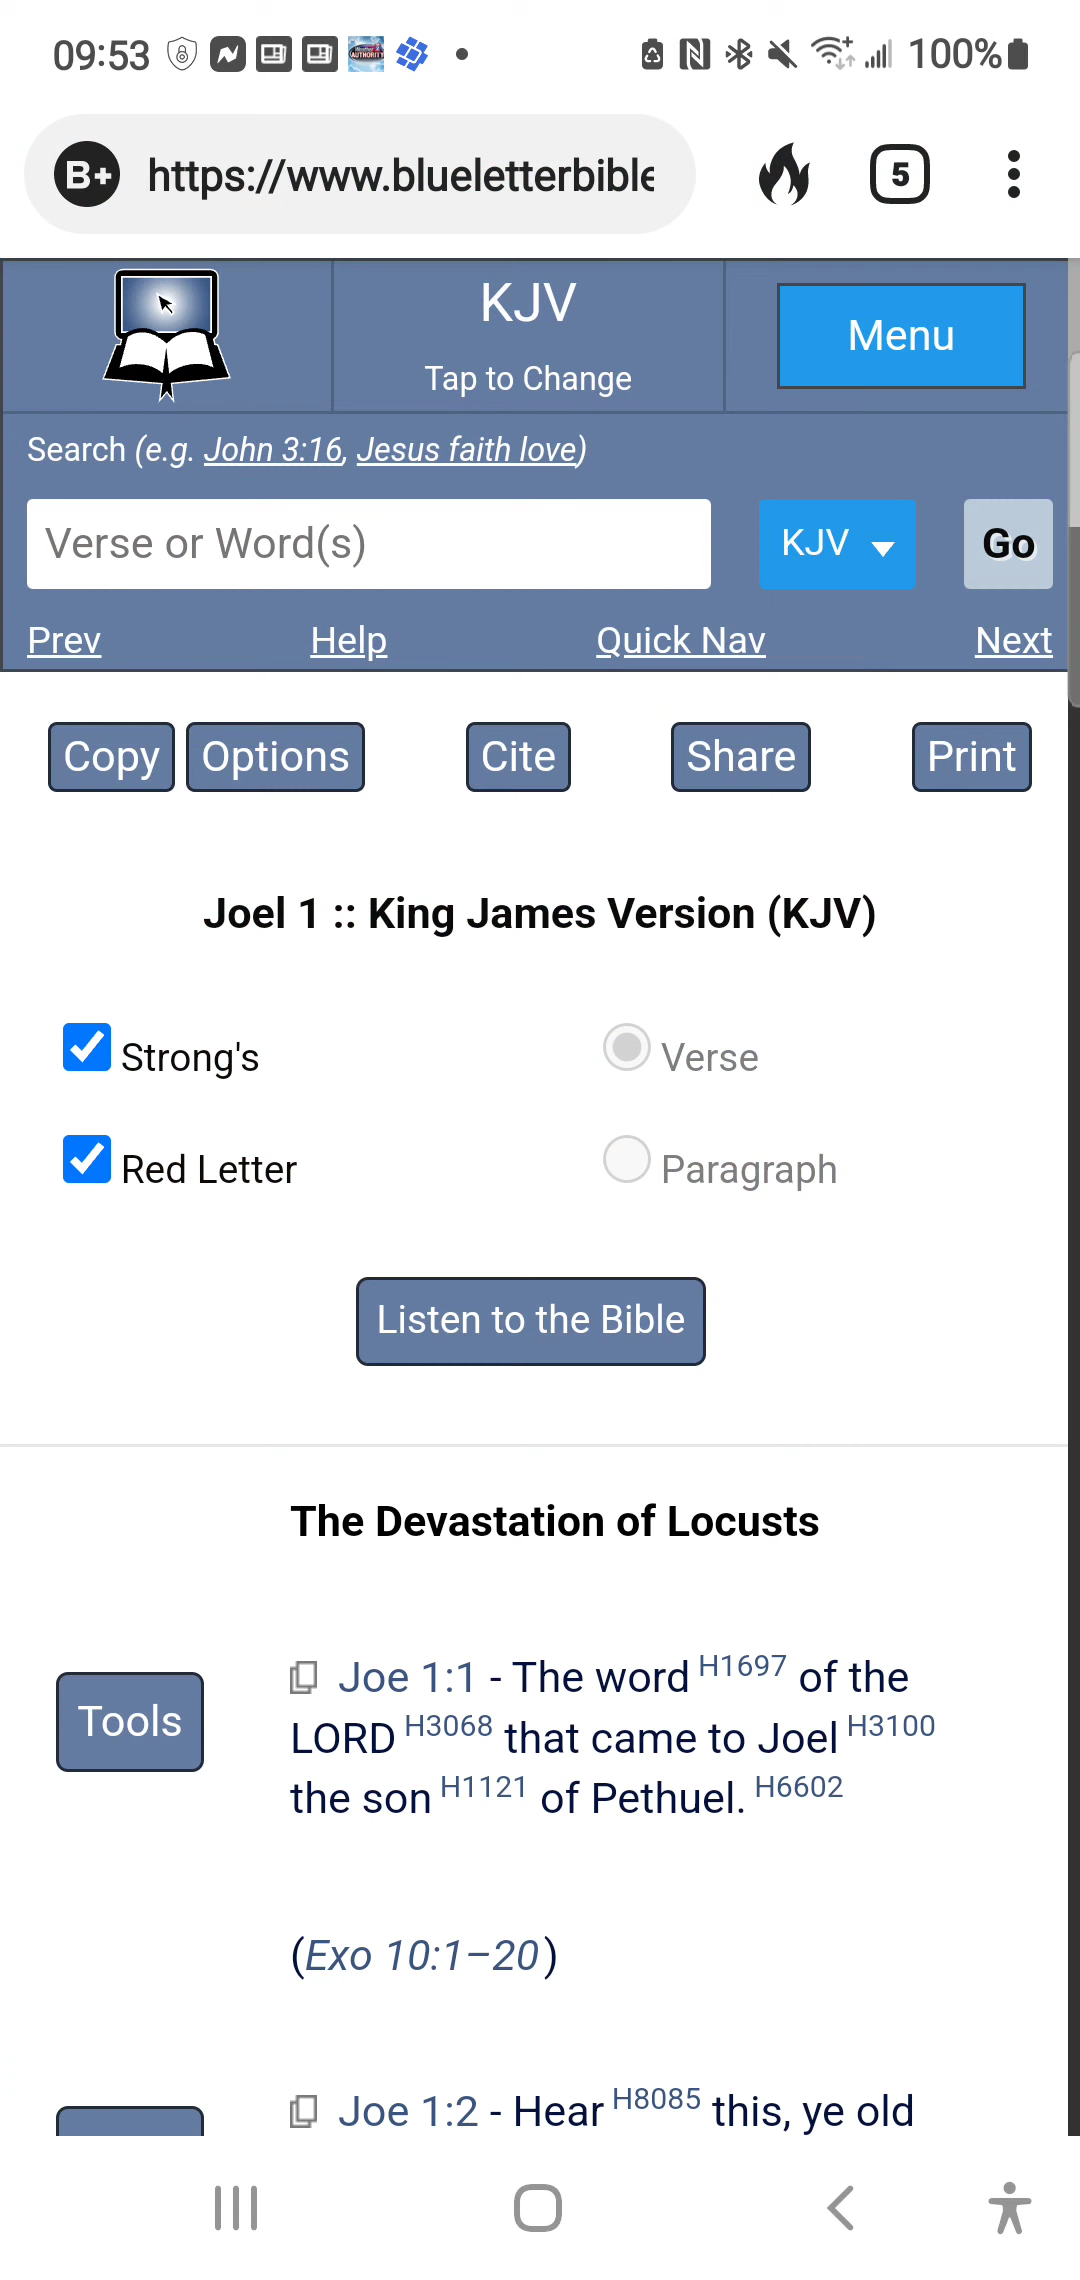 09:53 100%
B+ https://www.blueletterbible 5
KJV
Tap to Change
Menu
Search (e.g. John 3:16, Jesus faith love)
Verse or Word(s) KJV Go
Prev Help Quick Nav Next
Copy Options Cite Share Print
Joel 1 :: King James Version (KJV)
Strong's Verse
Red Letter Paragraph
Listen to the Bible
The Devastation of Locusts
Tools
Joe 1:1 - The word H1697 of the
LORD H3068 that came to Joel H3100
the son H1121 of Pethuel. H6602
(Exo 10:1–20)
Joe 1:2 - Hear H8085 this, ye old